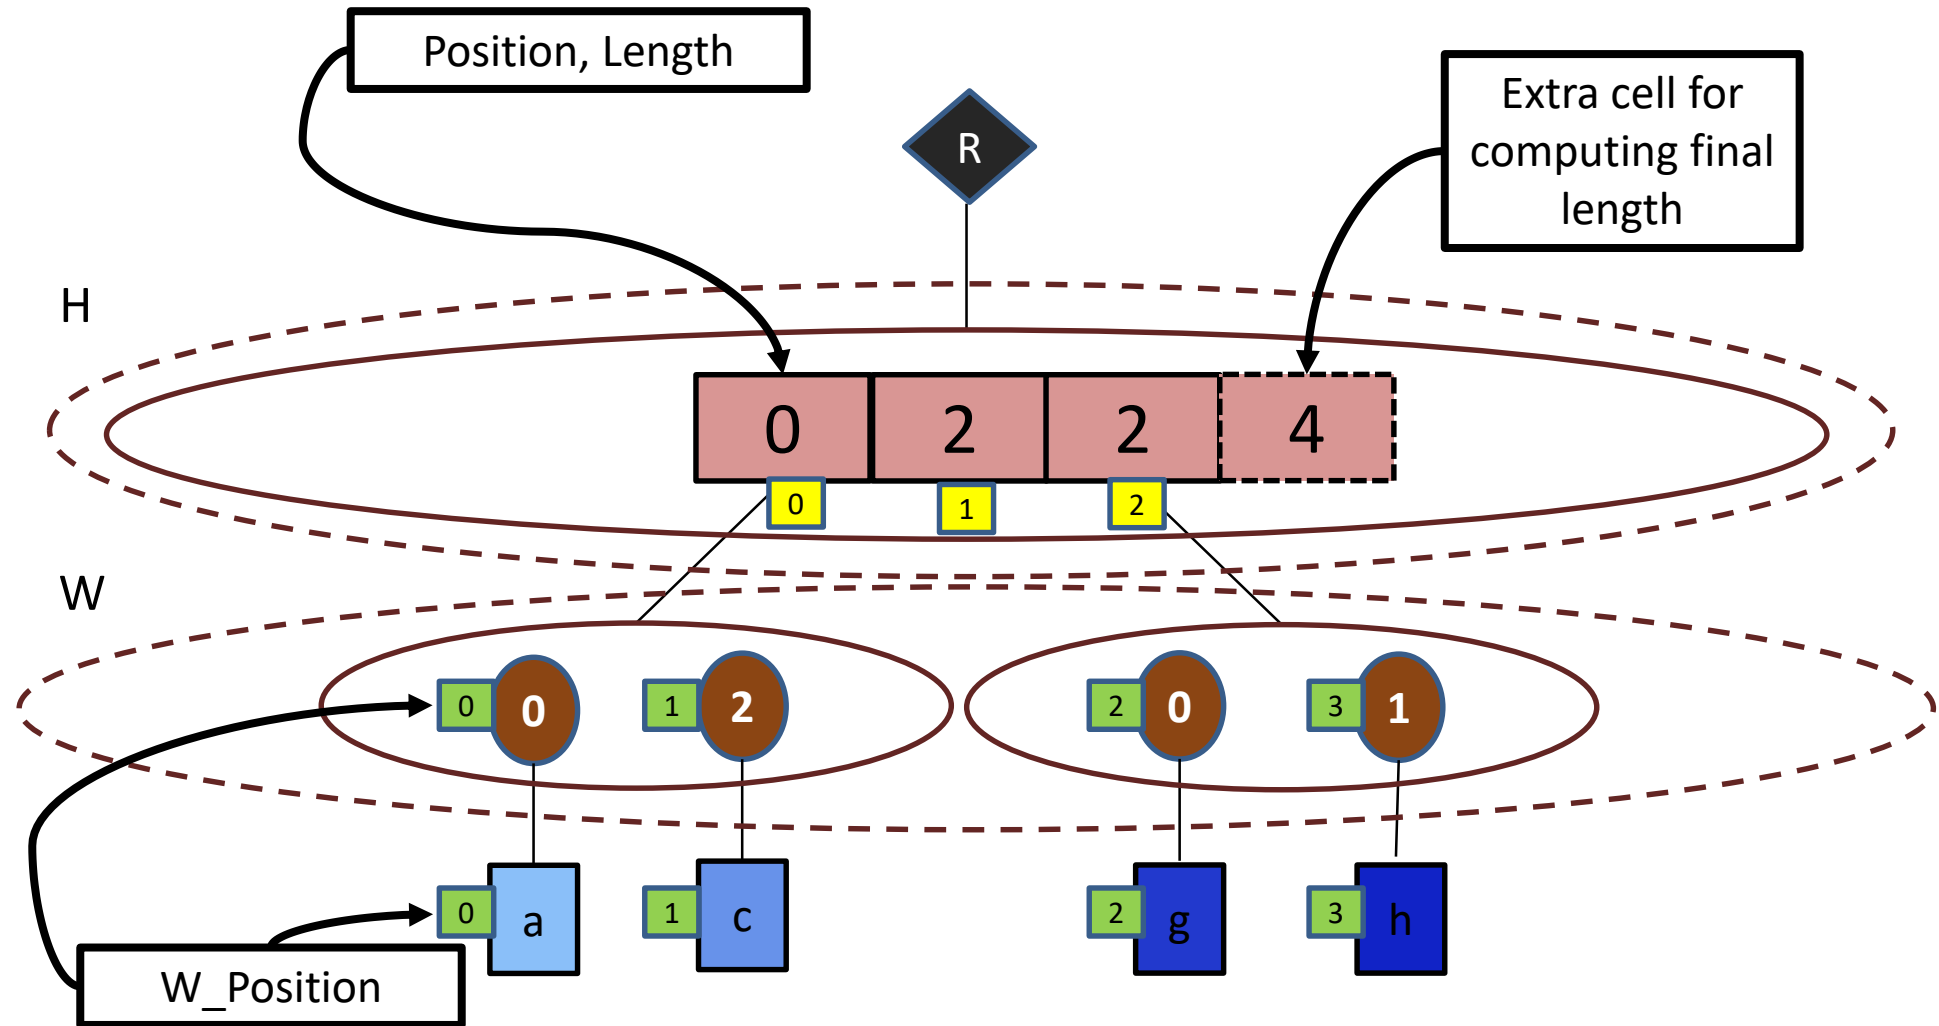 Position, Length
Extra cell for
computing final
length
R
H
0 2 2 4
0 1 2
W
0 0 1 2 2 0 3 1
0 a 1 c 2 g 3 h
W_Position